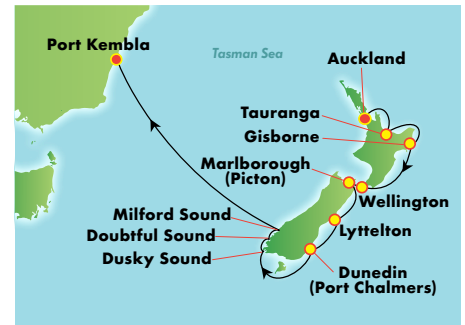 Port Kembla
Tasman Sea
Auckland
Tauranga
Gisborne
Marlborough
(Picton)
Wellington
Milford Sound
Lyttelton
Doubtful Sound
Dusky Sound
Dunedin
(Port Chalmers)